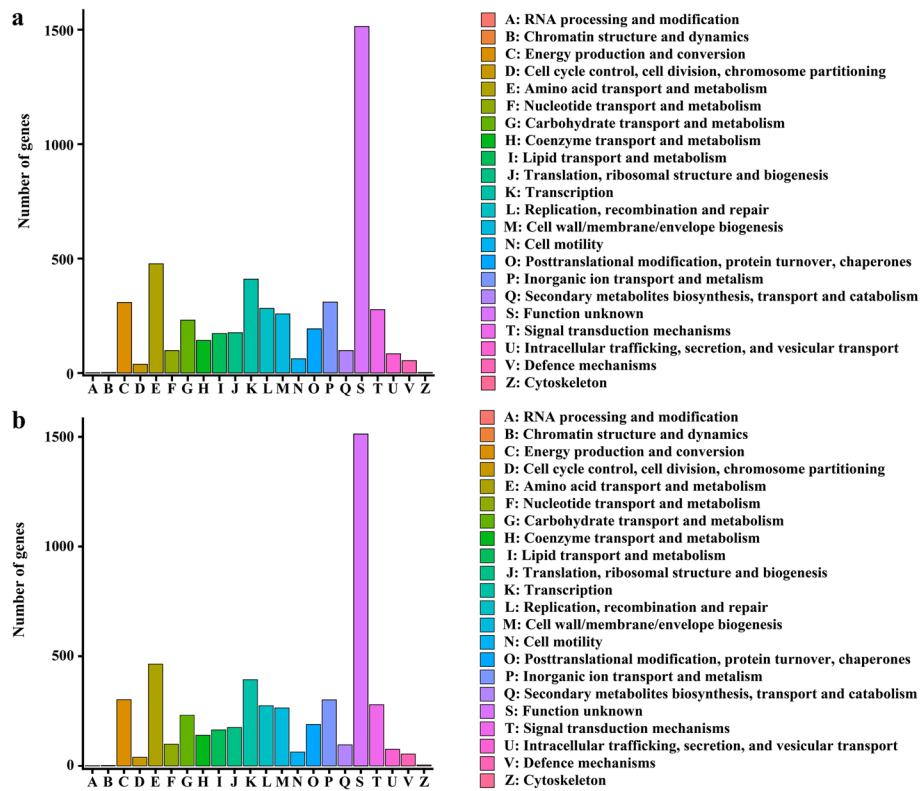 a
1500
1000
500
0
Number of genes
A B C D E F G H I J K L M N O P Q S T U V Z
A: RNA processing and modification
B: Chromatin structure and dynamics
C: Energy production and conversion
D: Cell cycle control, cell division, chromosome partitioning
E: Amino acid transport and metabolism
F: Nucleotide transport and metabolism
G: Carbohydrate transport and metabolism
H: Coenzyme transport and metabolism
I: Lipid transport and metabolism
J: Translation, ribosomal structure and biogenesis
K: Transcription
L: Replication, recombination and repair
M: Cell wall/membrane/envelope biogenesis
N: Cell motility
O: Posttranslational modification, protein turnover, chaperones
P: Inorganic ion transport and metalism
Q: Secondary metabolites biosynthesis, transport and catabolism
S: Function unknown
T: Signal transduction mechanisms
U: Intracellular trafficking, secretion, and vesicular transport
V: Defence mechanisms
Z: Cytoskeleton
b
1500
1000
500
0
Number of genes
A B C D E F G H I J K L M N O P Q S T U V Z
A: RNA processing and modification
B: Chromatin structure and dynamics
C: Energy production and conversion
D: Cell cycle control, cell division, chromosome partitioning
E: Amino acid transport and metabolism
F: Nucleotide transport and metabolism
G: Carbohydrate transport and metabolism
H: Coenzyme transport and metabolism
I: Lipid transport and metabolism
J: Translation, ribosomal structure and biogenesis
K: Transcription
L: Replication, recombination and repair
M: Cell wall/membrane/envelope biogenesis
N: Cell motility
O: Posttranslational modification, protein turnover, chaperones
P: Inorganic ion transport and metalism
Q: Secondary metabolites biosynthesis, transport and catabolism
S: Function unknown
T: Signal transduction mechanisms
U: Intracellular trafficking, secretion, and vesicular transport
V: Defence mechanisms
Z: Cytoskeleton